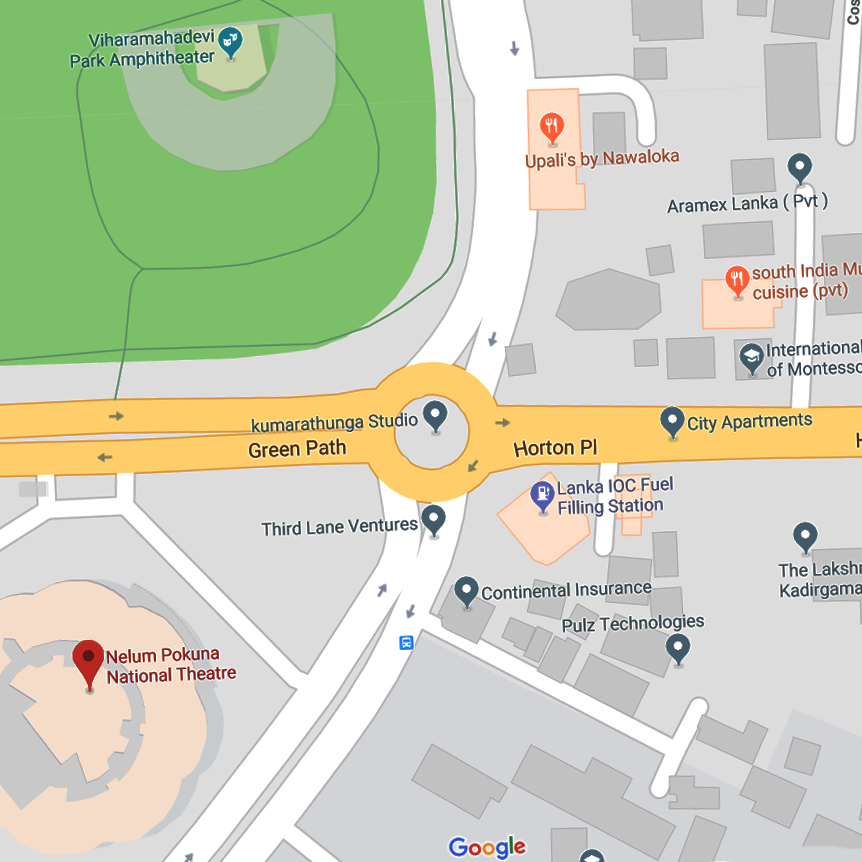 Cos
Viharamahadevi
Park Amphitheater
Upali's by Nawaloka
Aramex Lanka ( Pvt )
south India Mu
cuisine (pvt)
International
of Montesso
kumarathunga Studio
City Apartments
Green Path
Horton Pl
H
Lanka IOC Fuel
Filling Station
Third Lane Ventures
The Lakshm
Kadirgama
Continental Insurance
Pulz Technologies
Nelum Pokuna
National Theatre
Google